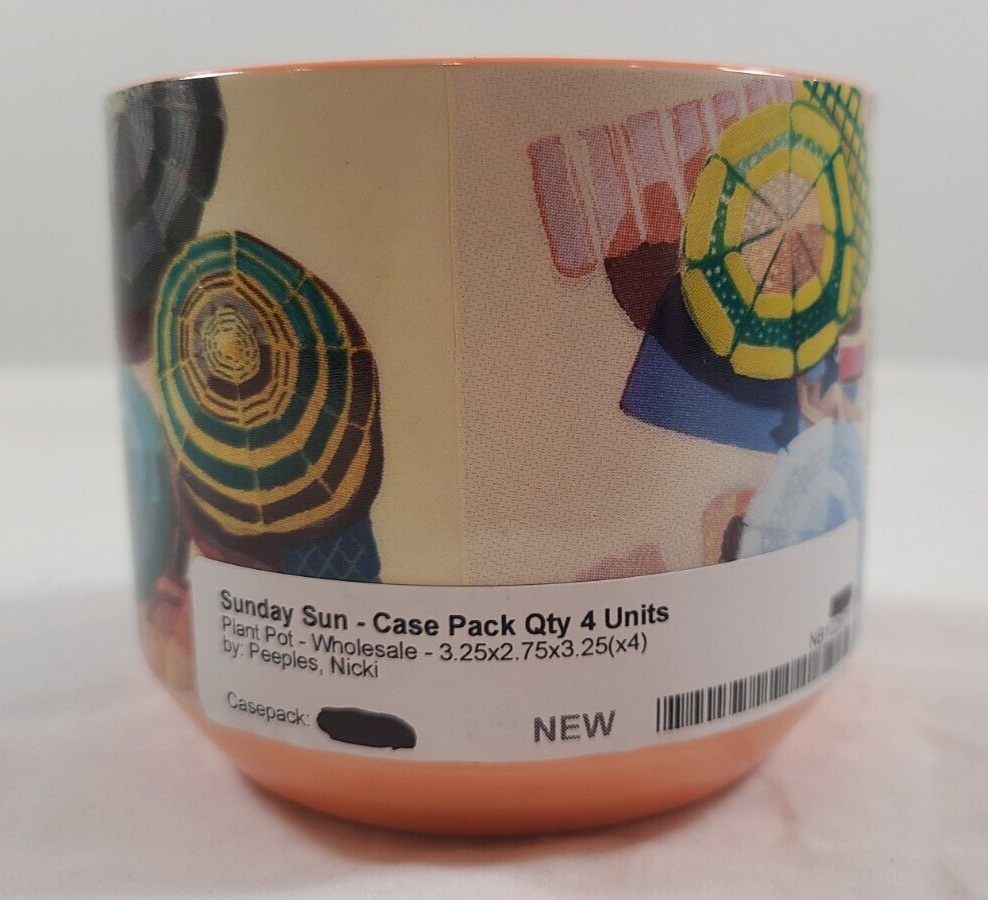 Sunday Sun - Case Pack Qty 4 Units
Plant Pot - Wholesale - 3.25x2.75x3.25(x4)
by: Peeples, Nicki
Casepack:
NEW